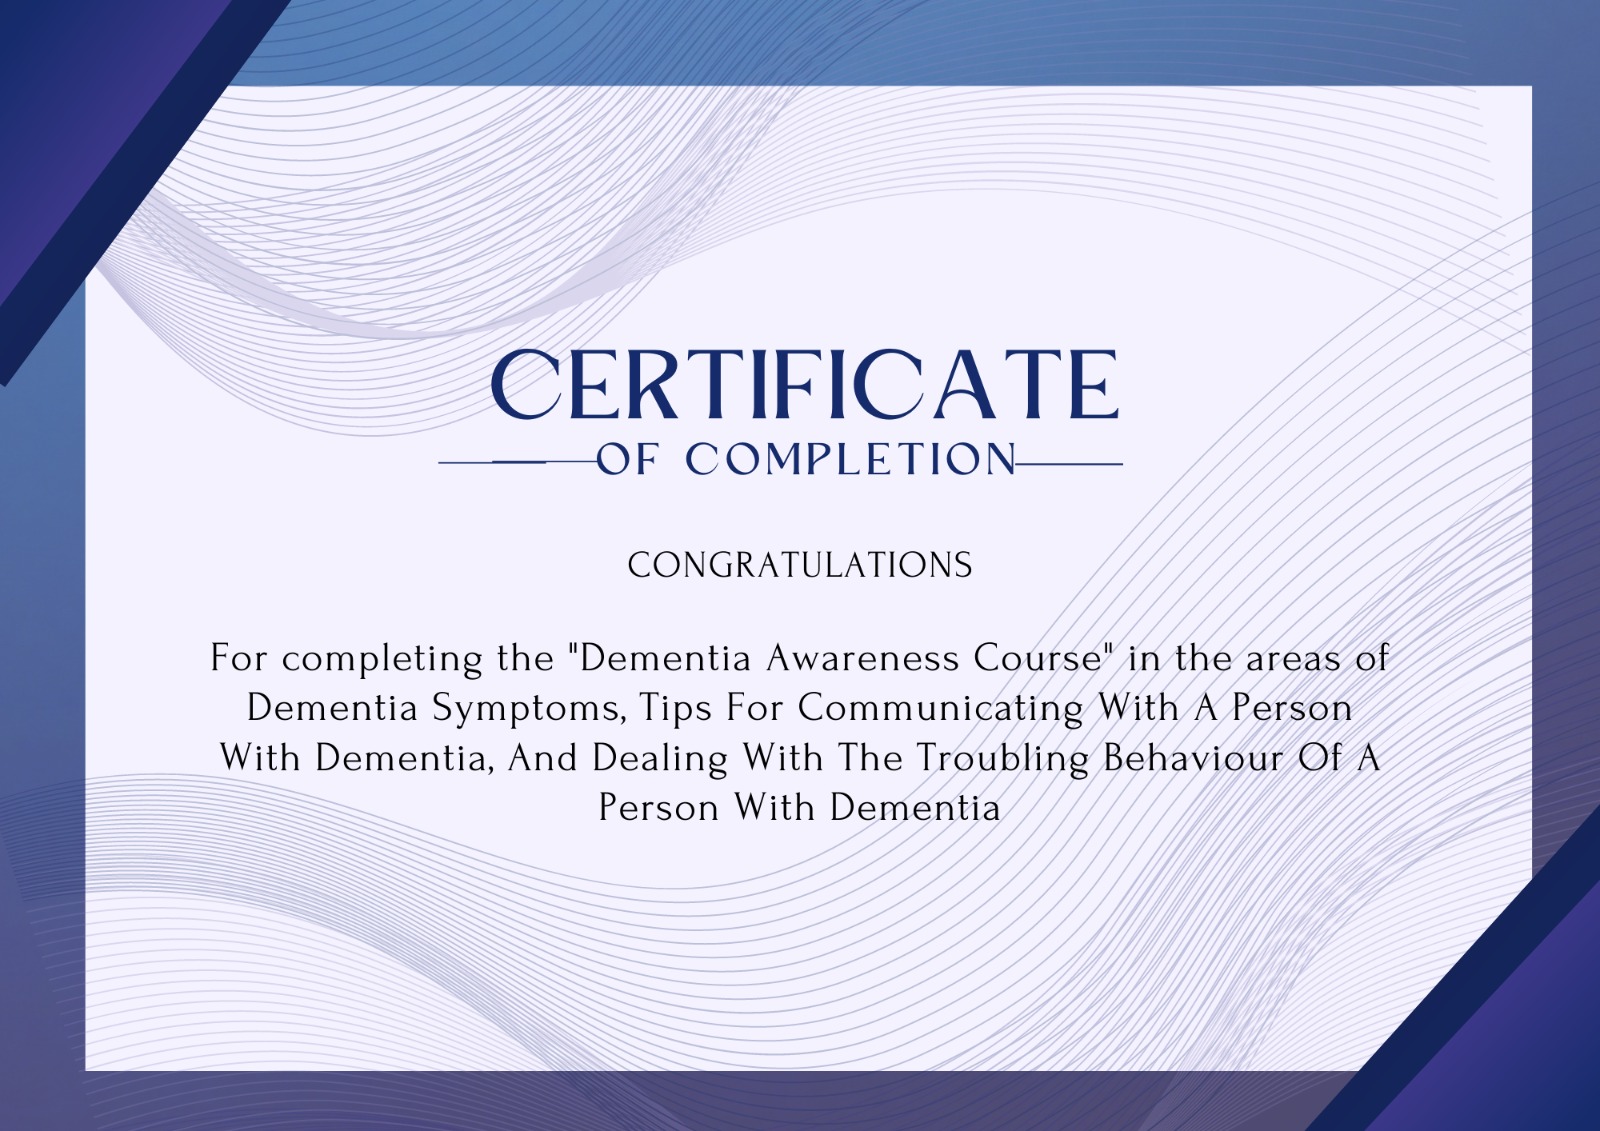 CERTIFICATE
OF COMPLETION
CONGRATULATIONS
For completing the "Dementia Awareness Course" in the areas of
Dementia Symptoms, Tips For Communicating With A Person
With Dementia, And Dealing With The Troubling Behaviour Of A
Person With Dementia